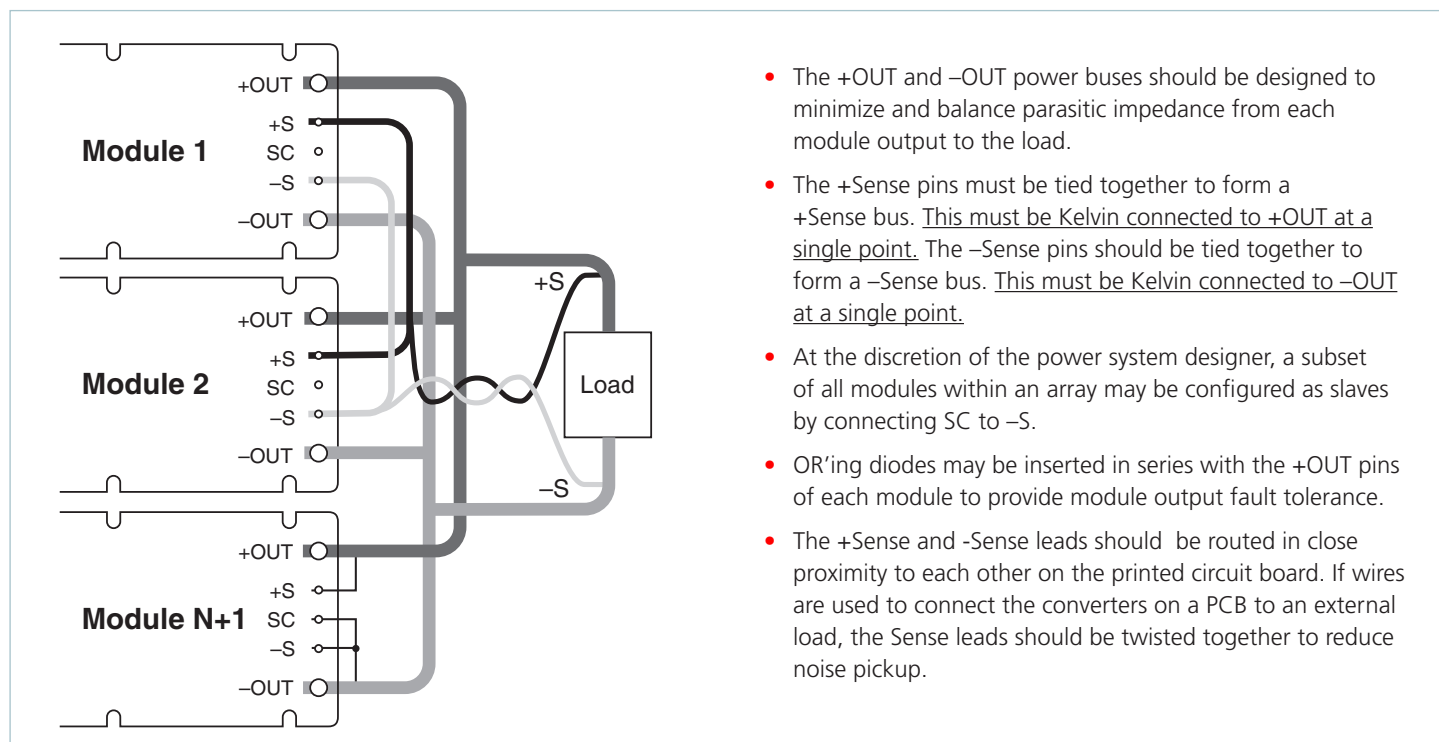 +OUT
+S
Module 1
SC
–S
–OUT
+OUT
+S
Module 2
SC
–S
–OUT
+OUT
+S
Module N+1
SC
–S
–OUT
+S
Load
–S
• The +OUT and –OUT power buses should be designed to
minimize and balance parasitic impedance from each
module output to the load.
• The +Sense pins must be tied together to form a
+Sense bus. This must be Kelvin connected to +OUT at a
single point. The –Sense pins should be tied together to
form a –Sense bus. This must be Kelvin connected to –OUT
at a single point.
• At the discretion of the power system designer, a subset
of all modules within an array may be configured as slaves
by connecting SC to –S.
• OR'ing diodes may be inserted in series with the +OUT pins
of each module to provide module output fault tolerance.
• The +Sense and -Sense leads should  be routed in close
proximity to each other on the printed circuit board. If wires
are used to connect the converters on a PCB to an external
load, the Sense leads should be twisted together to reduce
noise pickup.